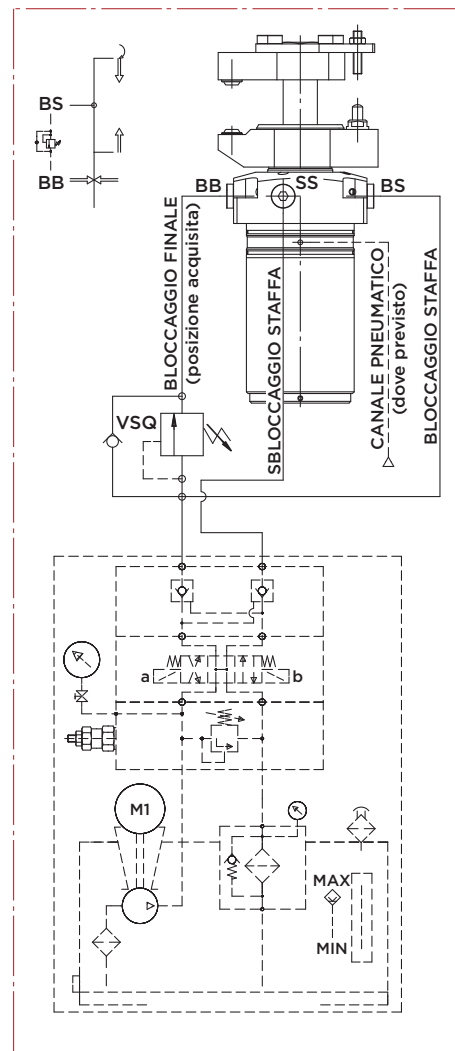 BS
BB
BB
SS
BS
BLOCCAGGIO FINALE
(posizione acquisita)
SBLOCCAGGIO STAFFA
CANALE PNEUMATICO
(dove previsto)
BLOCCAGGIO STAFFA
VSQ
a
b
M1
MAX
MIN